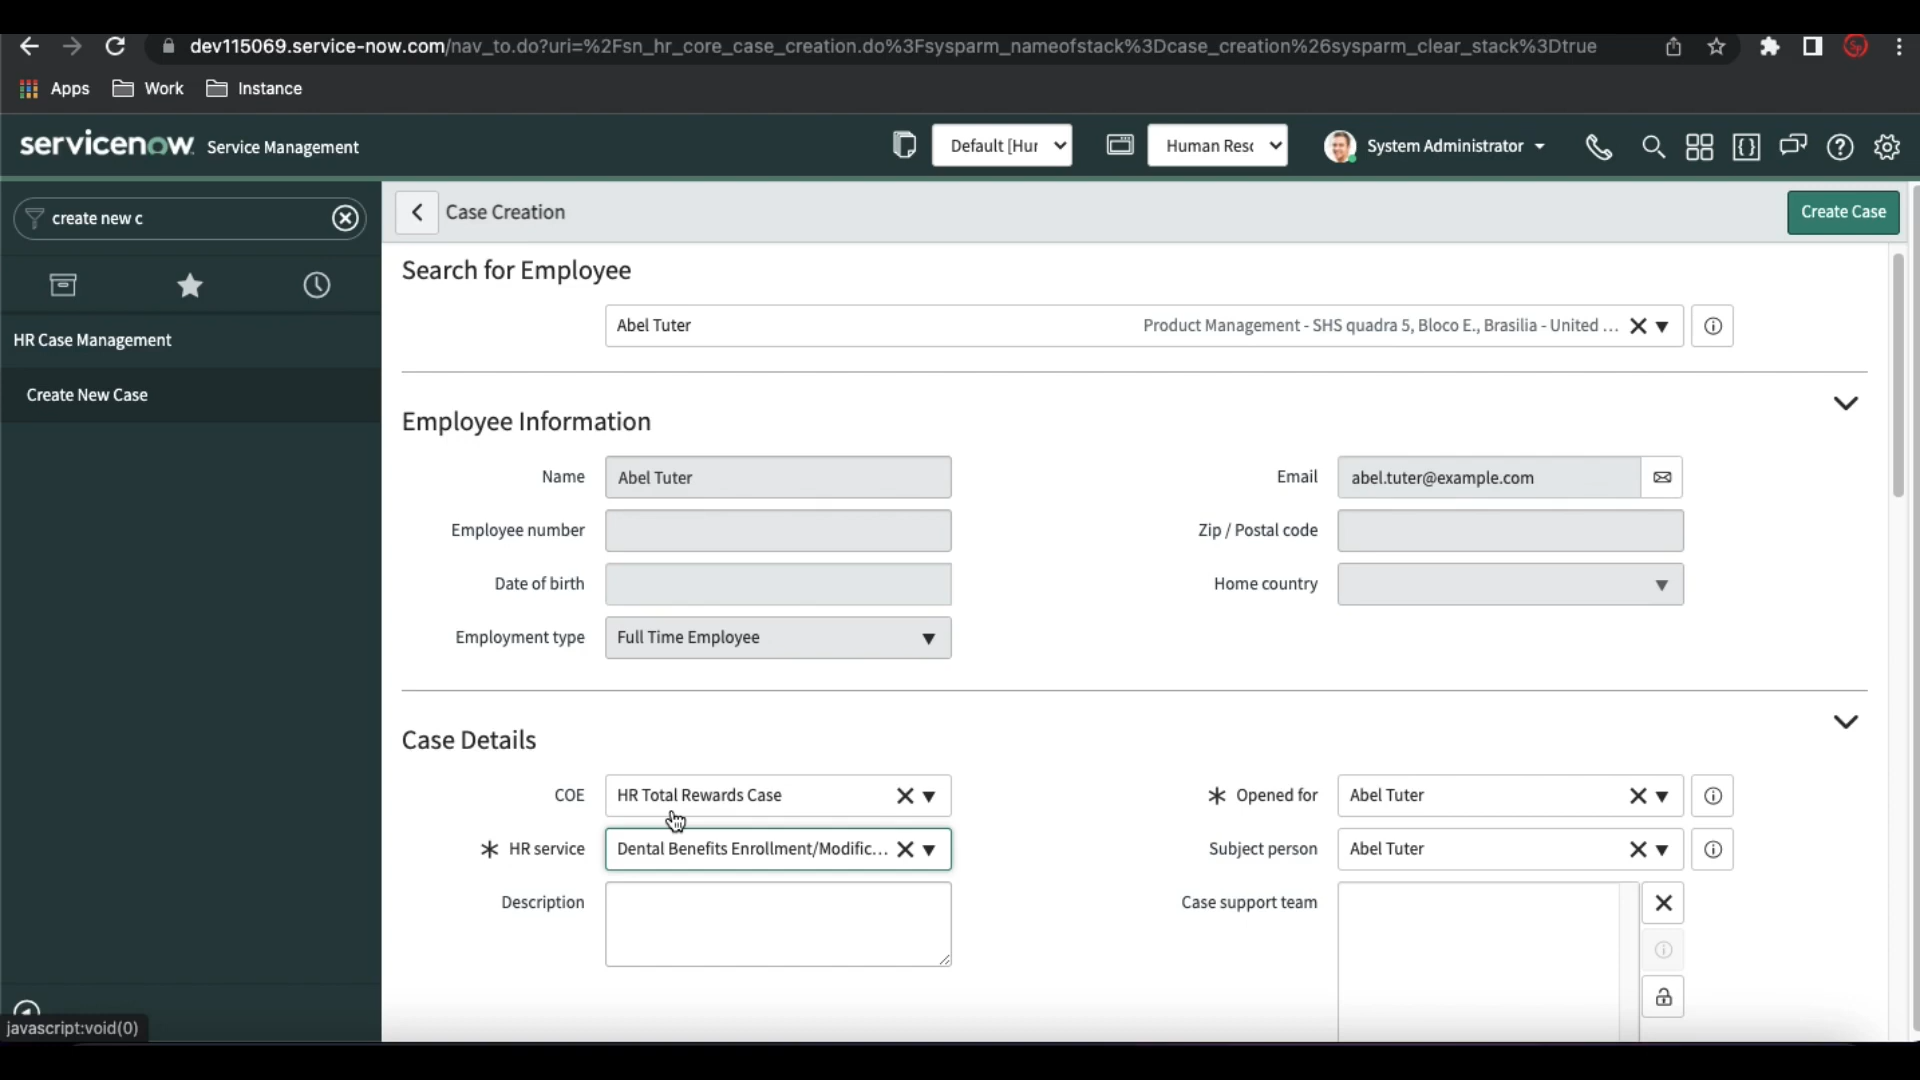 dev115069.service-now.com/nav_to.do?uri=%2Fsn_hr_core_case_creation.do%3Fsysparm_nameofstack%3Dcase_creation%26sysparm_clear_stack%3Dtrue
Apps Work Instance
servicenow Service Management Default [Hur Human Resc System Administrator
create new c
Case Creation
Create Case
HR Case Management
Create New Case
Search for Employee
Abel Tuter Product Management - SHS quadra 5, Bloco E., Brasilia - United ...
Employee Information
Name Abel Tuter
Email abel.tuter@example.com
Employee number
Zip / Postal code
Date of birth
Home country
Employment type Full Time Employee
Case Details
COE HR Total Rewards Case
Opened for Abel Tuter
HR service Dental Benefits Enrollment/Modific...
Subject person Abel Tuter
Description
Case support team
javascript:void(0)